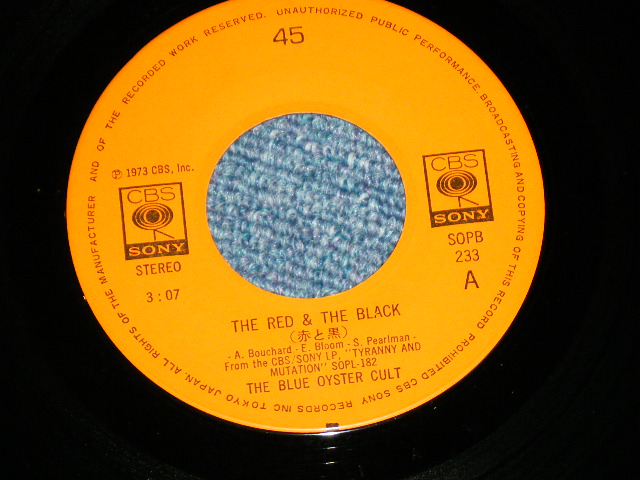 ALL RIGHTS OF THE MANUFACTURER AND OF THE RECORDED WORK RESERVED. UNAUTHORIZED PUBLIC PERFORMANCE. BROADCASTING AND COPYING OF THIS RECORD PROHIBITED CBS SONY RECORDS INC TOKYO JAPAN.
45
℗ 1973 CBS, Inc.
CBS
SONY
STEREO
3:07
CBS
SONY
SOPB
233
A
THE RED & THE BLACK
(赤と黒)
- A. Bouchard - E. Bloom - S. Pearlman -
From the CBS/SONY LP, "TYRANNY AND
MUTATION" SOPL-182
THE BLUE OYSTER CULT